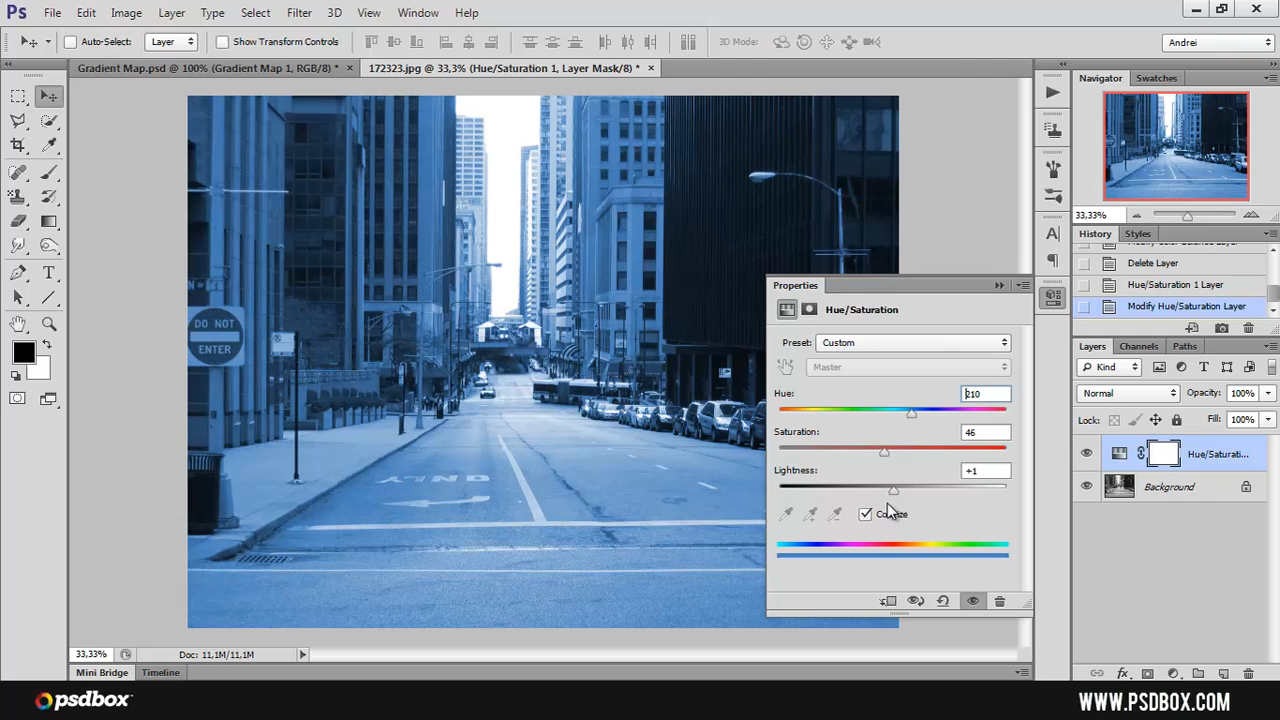 Ps File Edit Image Layer Type Select Filter 3D View Window Help
Auto-Select: Layer Show Transform Controls 3D Mode: Andrei
Gradient Map.psd @ 100% (Gradient Map 1, RGB/8) * × 172323.jpg @ 33,3% (Hue/Saturation 1, Layer Mask/8) * ×
Navigator Swatches
33,33%
History Styles
Delete Layer
Hue/Saturation 1 Layer
Modify Hue/Saturation Layer
Layers Channels Paths
Kind
Normal Opacity: 100%
Lock: Fill: 100%
Hue/Saturati...
Background
Properties
Hue/Saturation
Preset: Custom
Master
Hue: 210
Saturation: 46
Lightness: +1
DO NOT
ENTER
ONLY
33,33% Doc: 11,1M/11,1M
Mini Bridge Timeline
psdbox
WWW.PSDBOX.COM